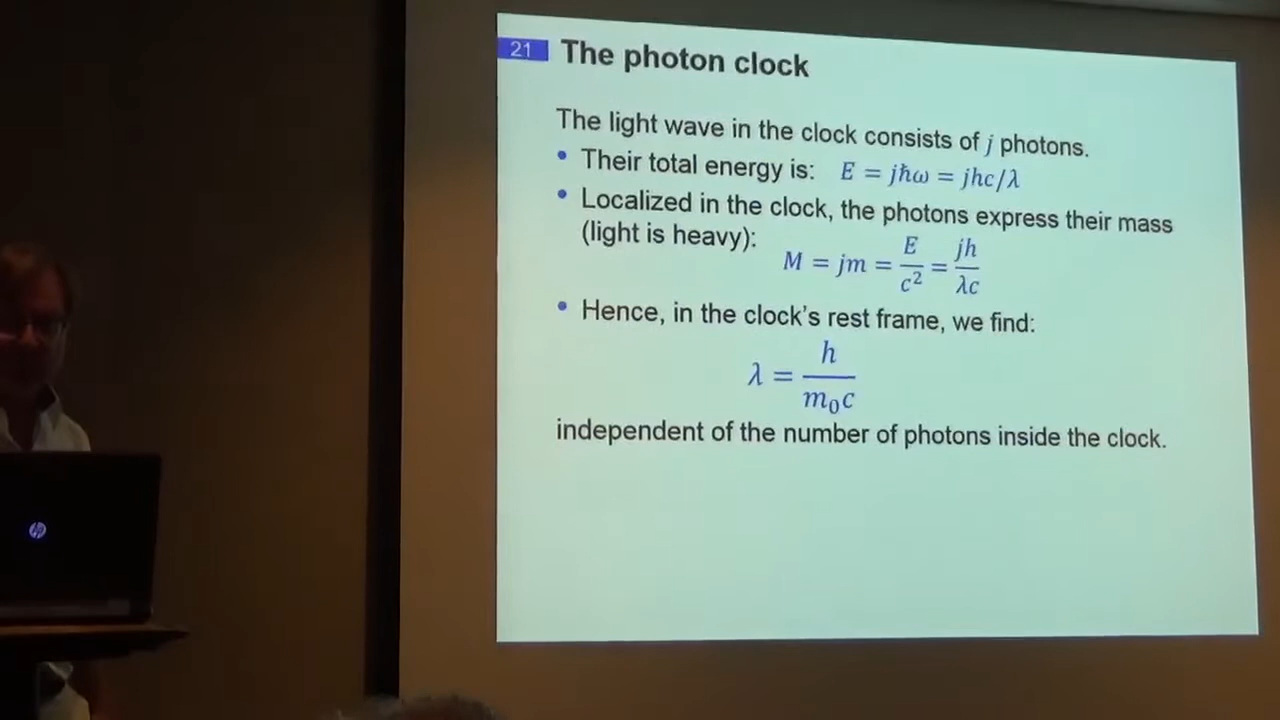 21 The photon clock
The light wave in the clock consists of j photons.
• Their total energy is: E = jħω = jhc/λ
• Localized in the clock, the photons express their mass
(light is heavy): M = jm = E/c² = jh/λc
• Hence, in the clock's rest frame, we find:
λ = h/m₀c
independent of the number of photons inside the clock.
hp